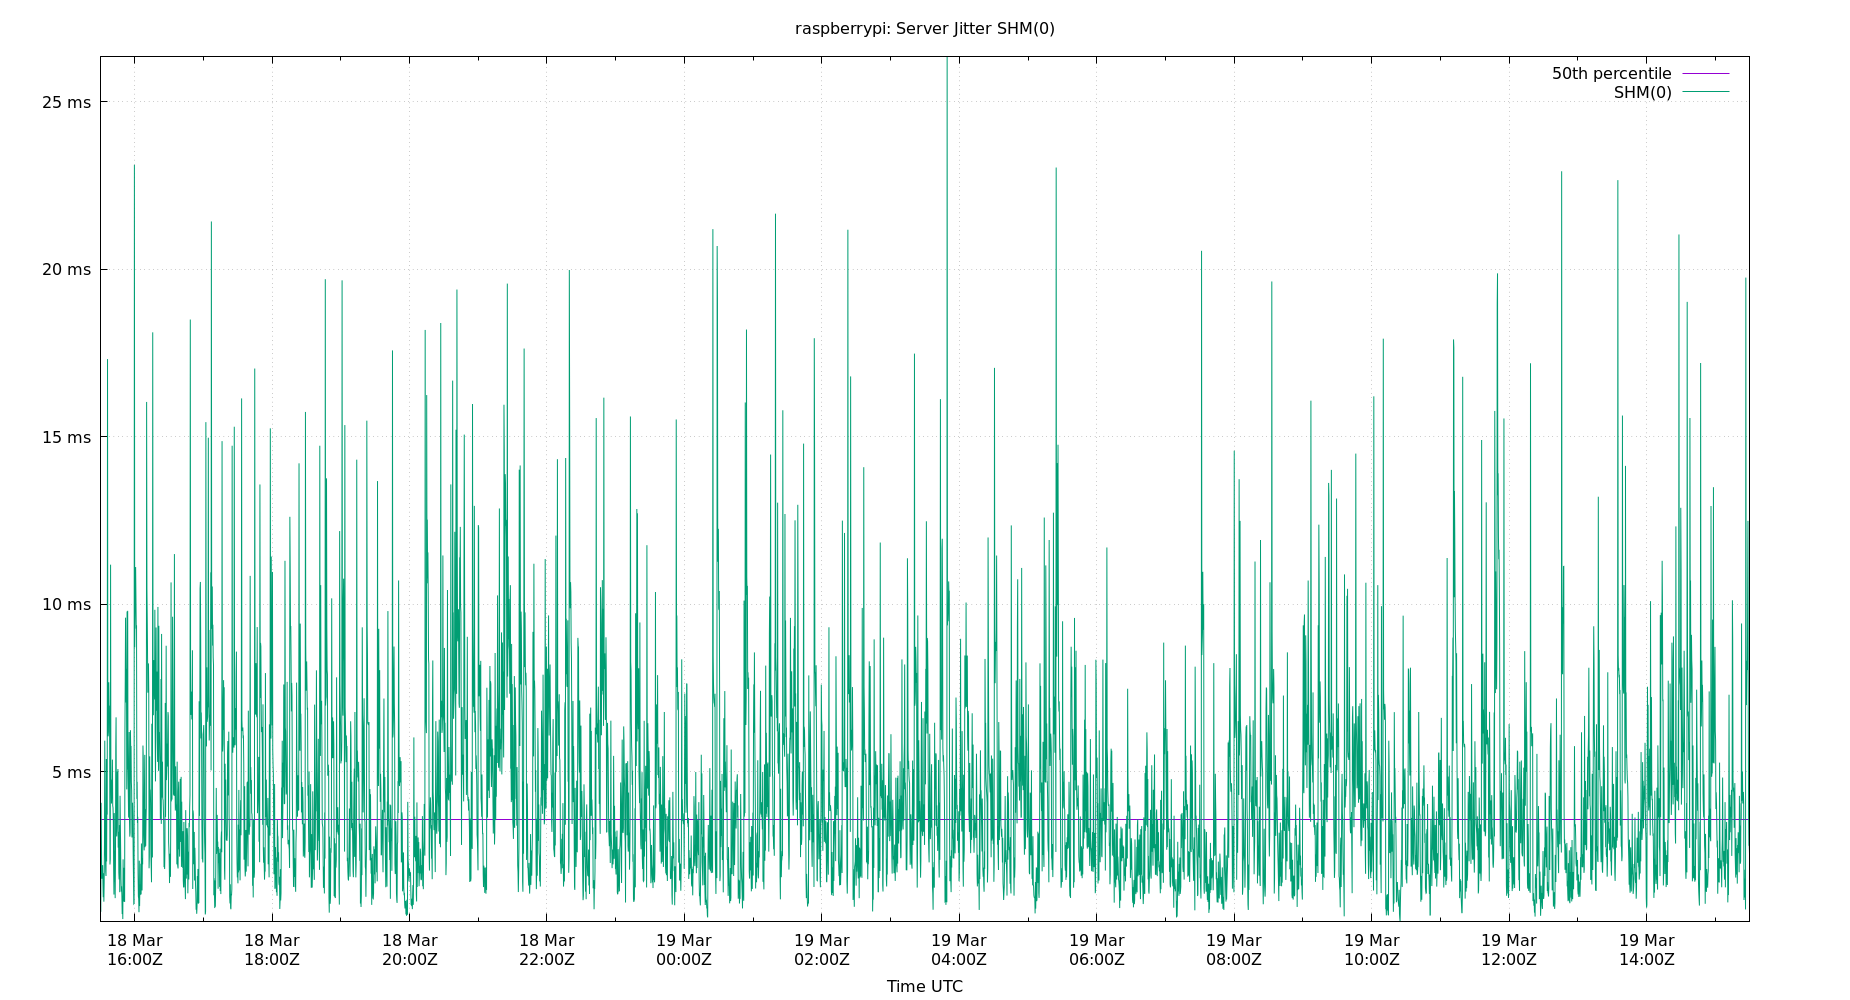 raspberrypi: Server Jitter SHM(0)
50th percentile
SHM(0)
25 ms
20 ms
15 ms
10 ms
5 ms
18 Mar 18 Mar 18 Mar 18 Mar 19 Mar 19 Mar 19 Mar 19 Mar 19 Mar 19 Mar 19 Mar 19 Mar
16:00Z 18:00Z 20:00Z 22:00Z 00:00Z 02:00Z 04:00Z 06:00Z 08:00Z 10:00Z 12:00Z 14:00Z
Time UTC